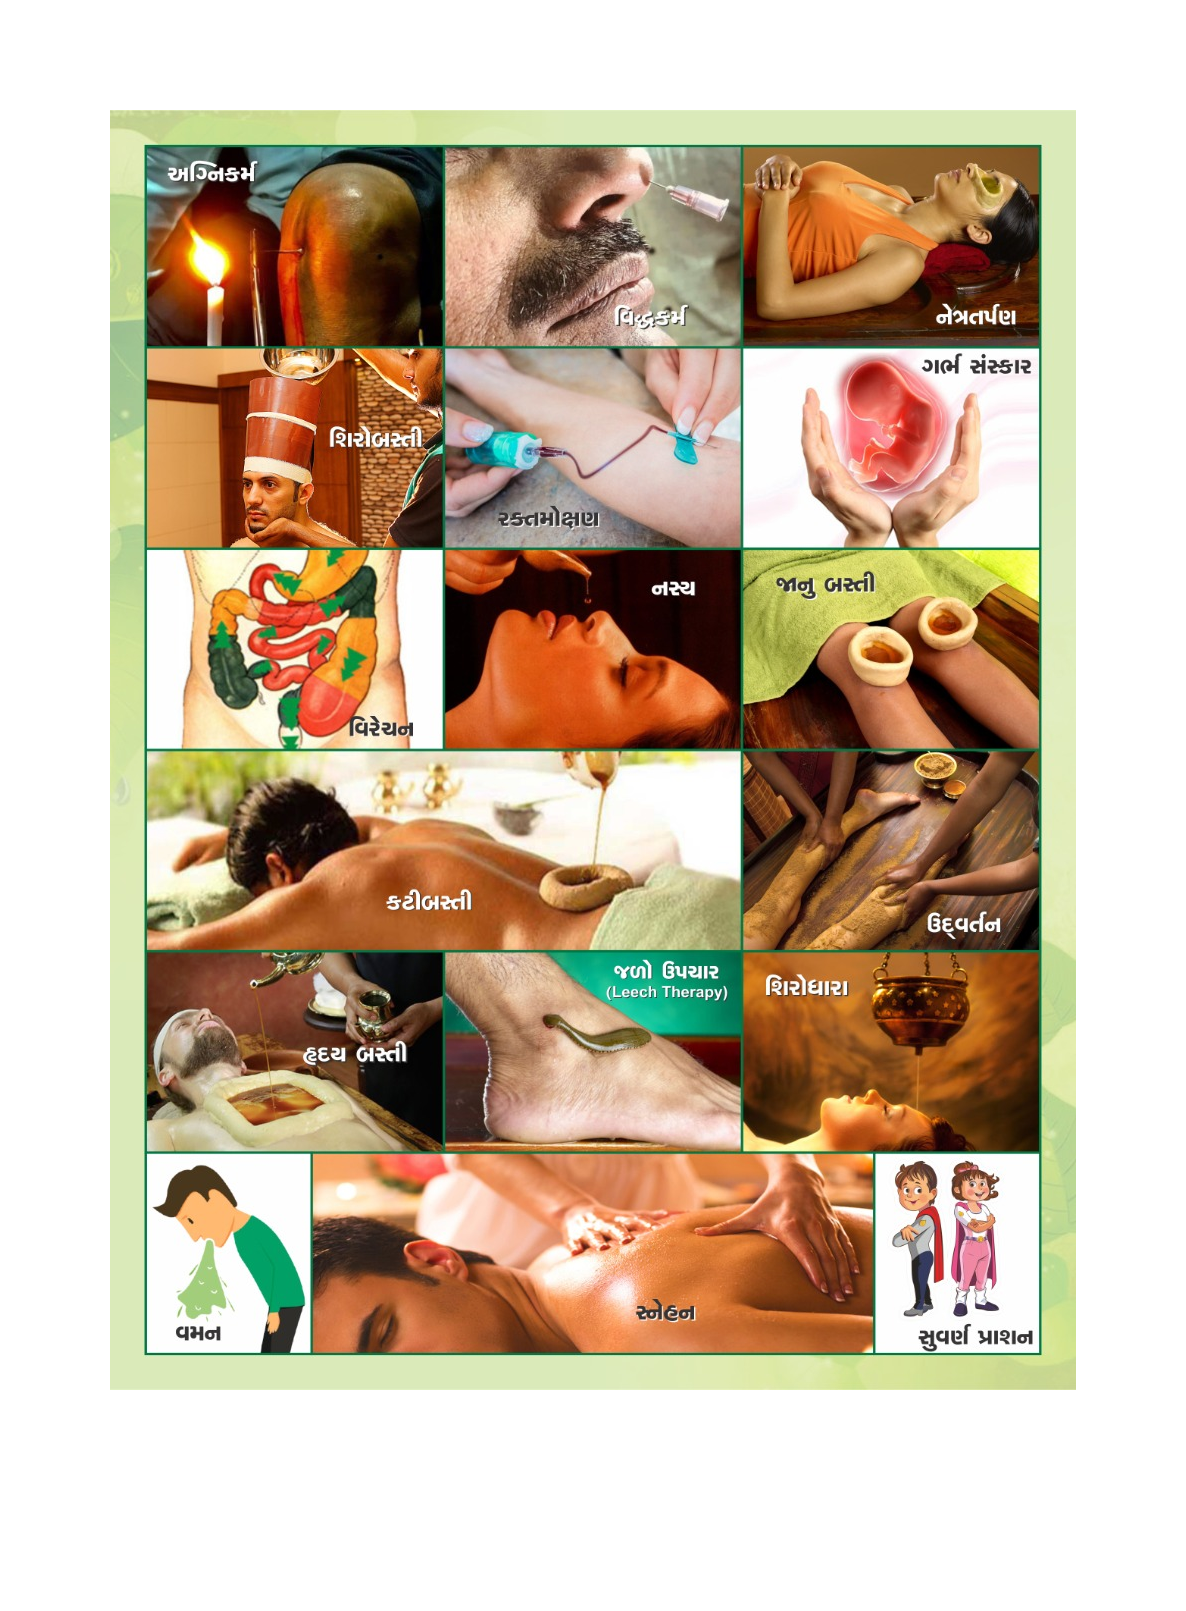 અગ્નિકર્મ
વિદ્ધકર્મ
નેત્રતર્પણ
શિરોબસ્તી
રક્તમોક્ષણ
ગર્ભ સંસ્કાર
વિરેચન
નસ્ય
જાનુ બસ્તી
કટીબસ્તી
ઉદ્‌વર્તન
હૃદય બસ્તી
જળો ઉપચાર
(Leech Therapy)
શિરોધારા
વમન
સ્નેહન
સુવર્ણ પ્રાશન